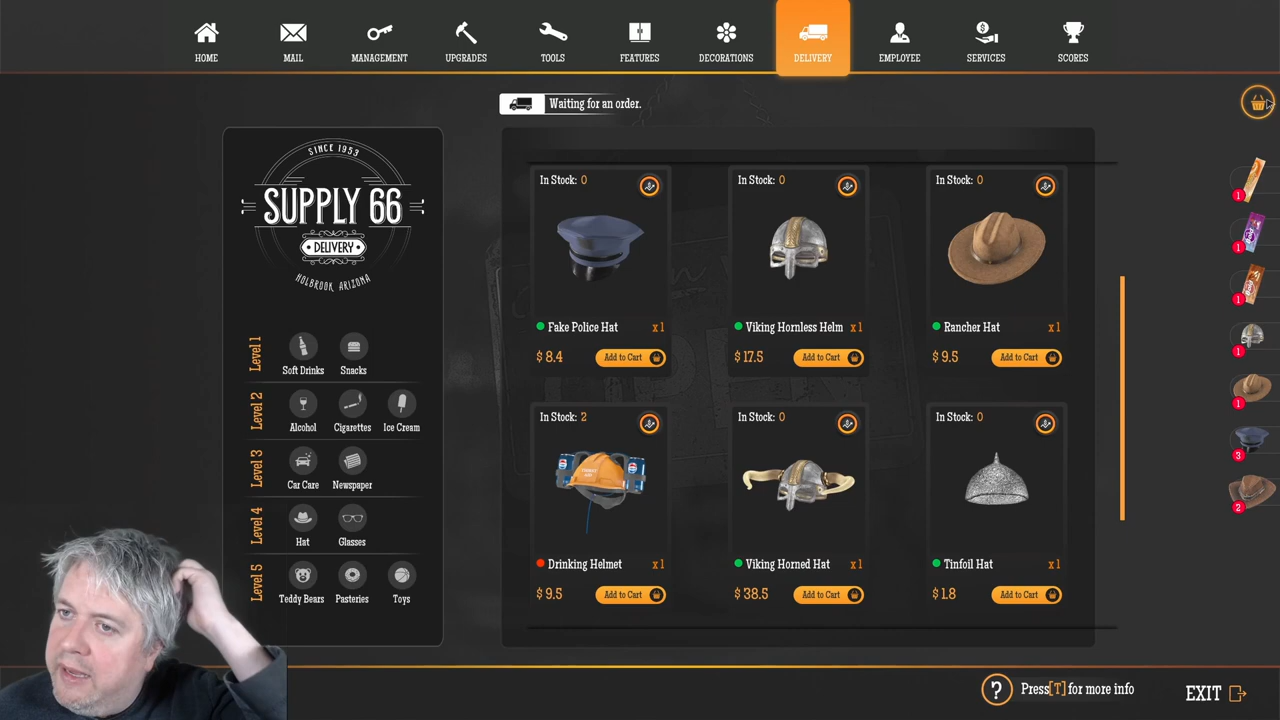 HOME
MAIL
MANAGEMENT
UPGRADES
TOOLS
FEATURES
DECORATIONS
DELIVERY
EMPLOYEE
SERVICES
SCORES
Waiting for an order.
SINCE 1953
SUPPLY 66
DELIVERY
HOLBROOK, ARIZONA
Level 1
Soft Drinks
Snacks
Level 2
Alcohol
Cigarettes
Ice Cream
Level 3
Car Care
Newspaper
Level 4
Hat
Glasses
Level 5
Teddy Bears
Pasteries
Toys
In Stock: 0
Fake Police Hat x1
$ 8.4 Add to Cart
In Stock: 0
Viking Hornless Helm x1
$ 17.5 Add to Cart
In Stock: 0
Rancher Hat x1
$ 9.5 Add to Cart
In Stock: 2
Drinking Helmet x1
$ 9.5 Add to Cart
In Stock: 0
Viking Horned Hat x1
$ 38.5 Add to Cart
In Stock: 0
Tinfoil Hat x1
$ 1.8 Add to Cart
1
1
1
1
1
3
2
? Press[T] for more info
EXIT